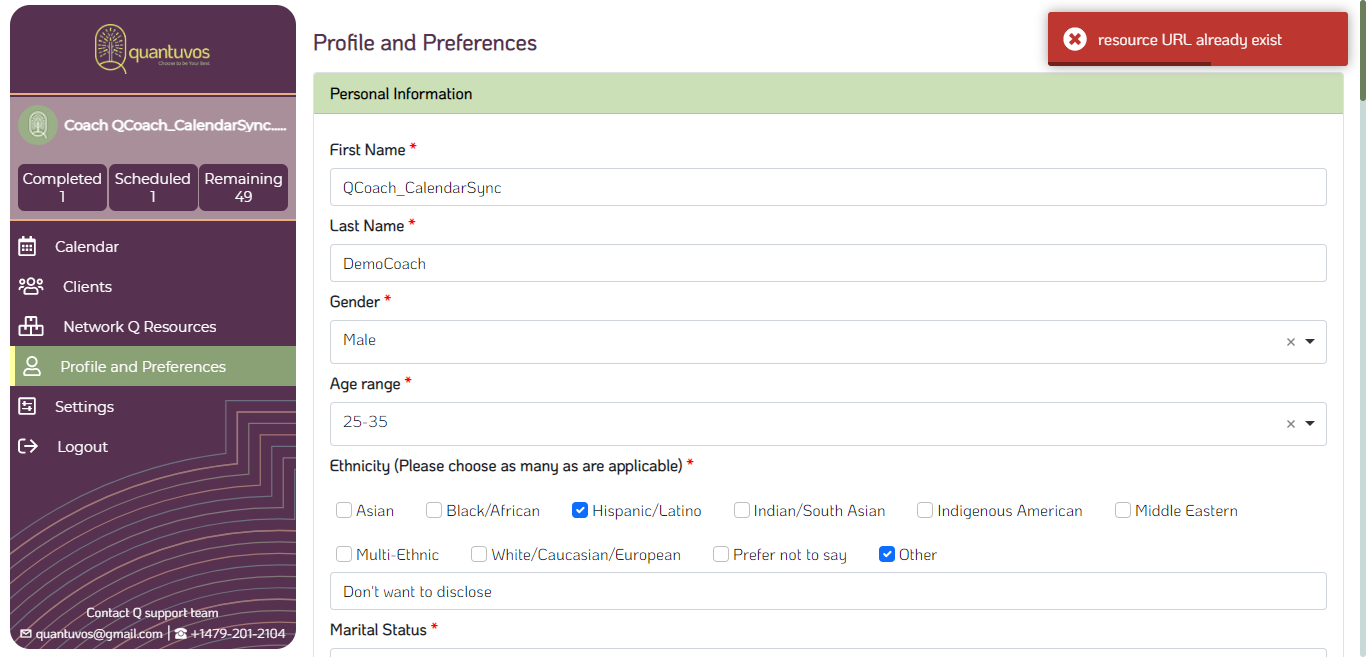 quantuvos
Choose to be Your Best
Coach QCoach_CalendarSync.....
Completed Scheduled Remaining
1 1 49
Calendar
Clients
Network Q Resources
Profile and Preferences
Settings
Logout
Contact Q support team
quantuvos@gmail.com | +1479-201-2104
Profile and Preferences
resource URL already exist
Personal Information
First Name *
QCoach_CalendarSync
Last Name *
DemoCoach
Gender *
Male
Age range *
25-35
Ethnicity (Please choose as many as are applicable) *
Asian Black/African Hispanic/Latino Indian/South Asian Indigenous American Middle Eastern
Multi-Ethnic White/Caucasian/European Prefer not to say Other
Don't want to disclose
Marital Status *